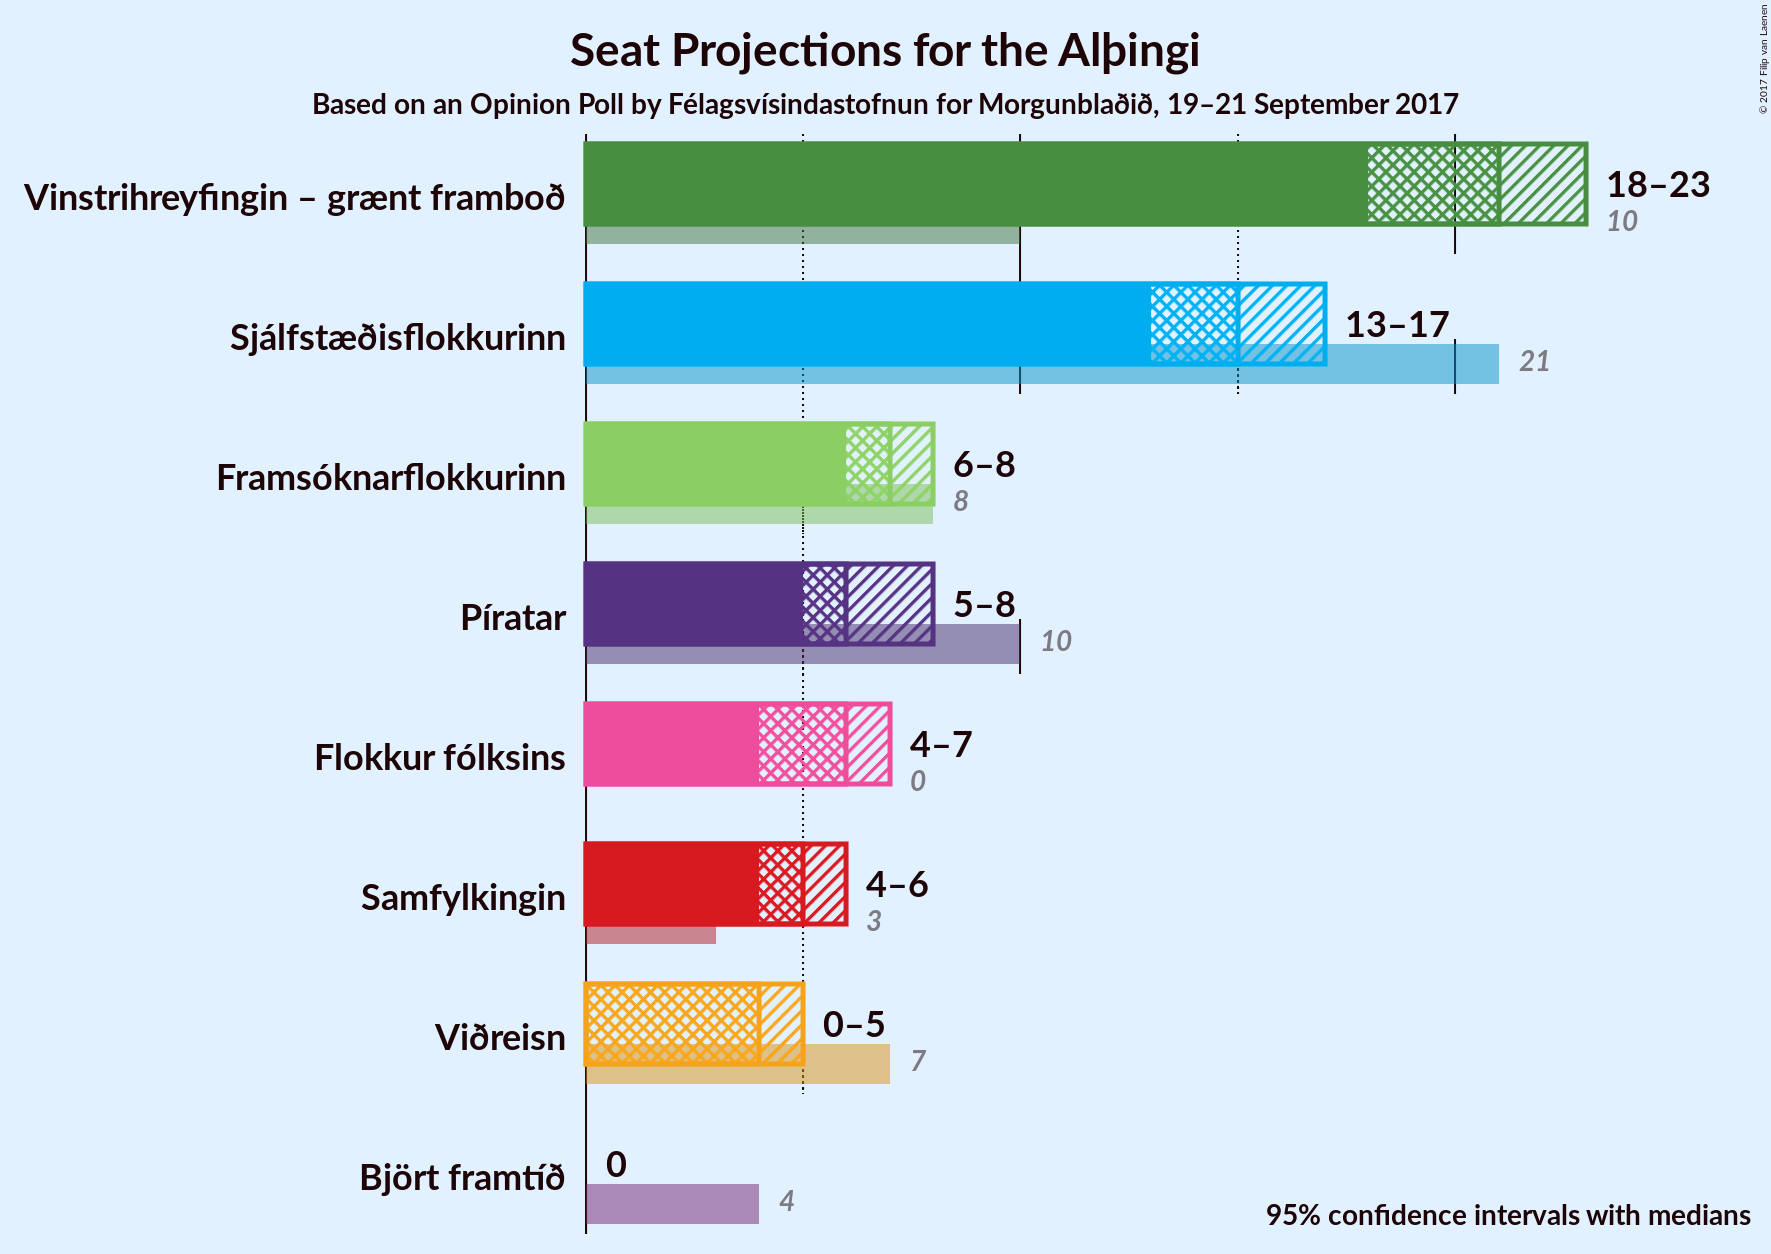 Seat Projections for the Alþingi
Based on an Opinion Poll by Félagsvísindastofnun for Morgunblaðið, 19–21 September 2017
© 2017 Filip van Laenen
Vinstrihreyfingin – grænt framboð
18–23
10
Sjálfstæðisflokkurinn
13–17
21
Framsóknarflokkurinn
6–8
8
Píratar
5–8
10
Flokkur fólksins
4–7
0
Samfylkingin
4–6
3
Viðreisn
0–5
7
Björt framtíð
0
4
95% confidence intervals with medians